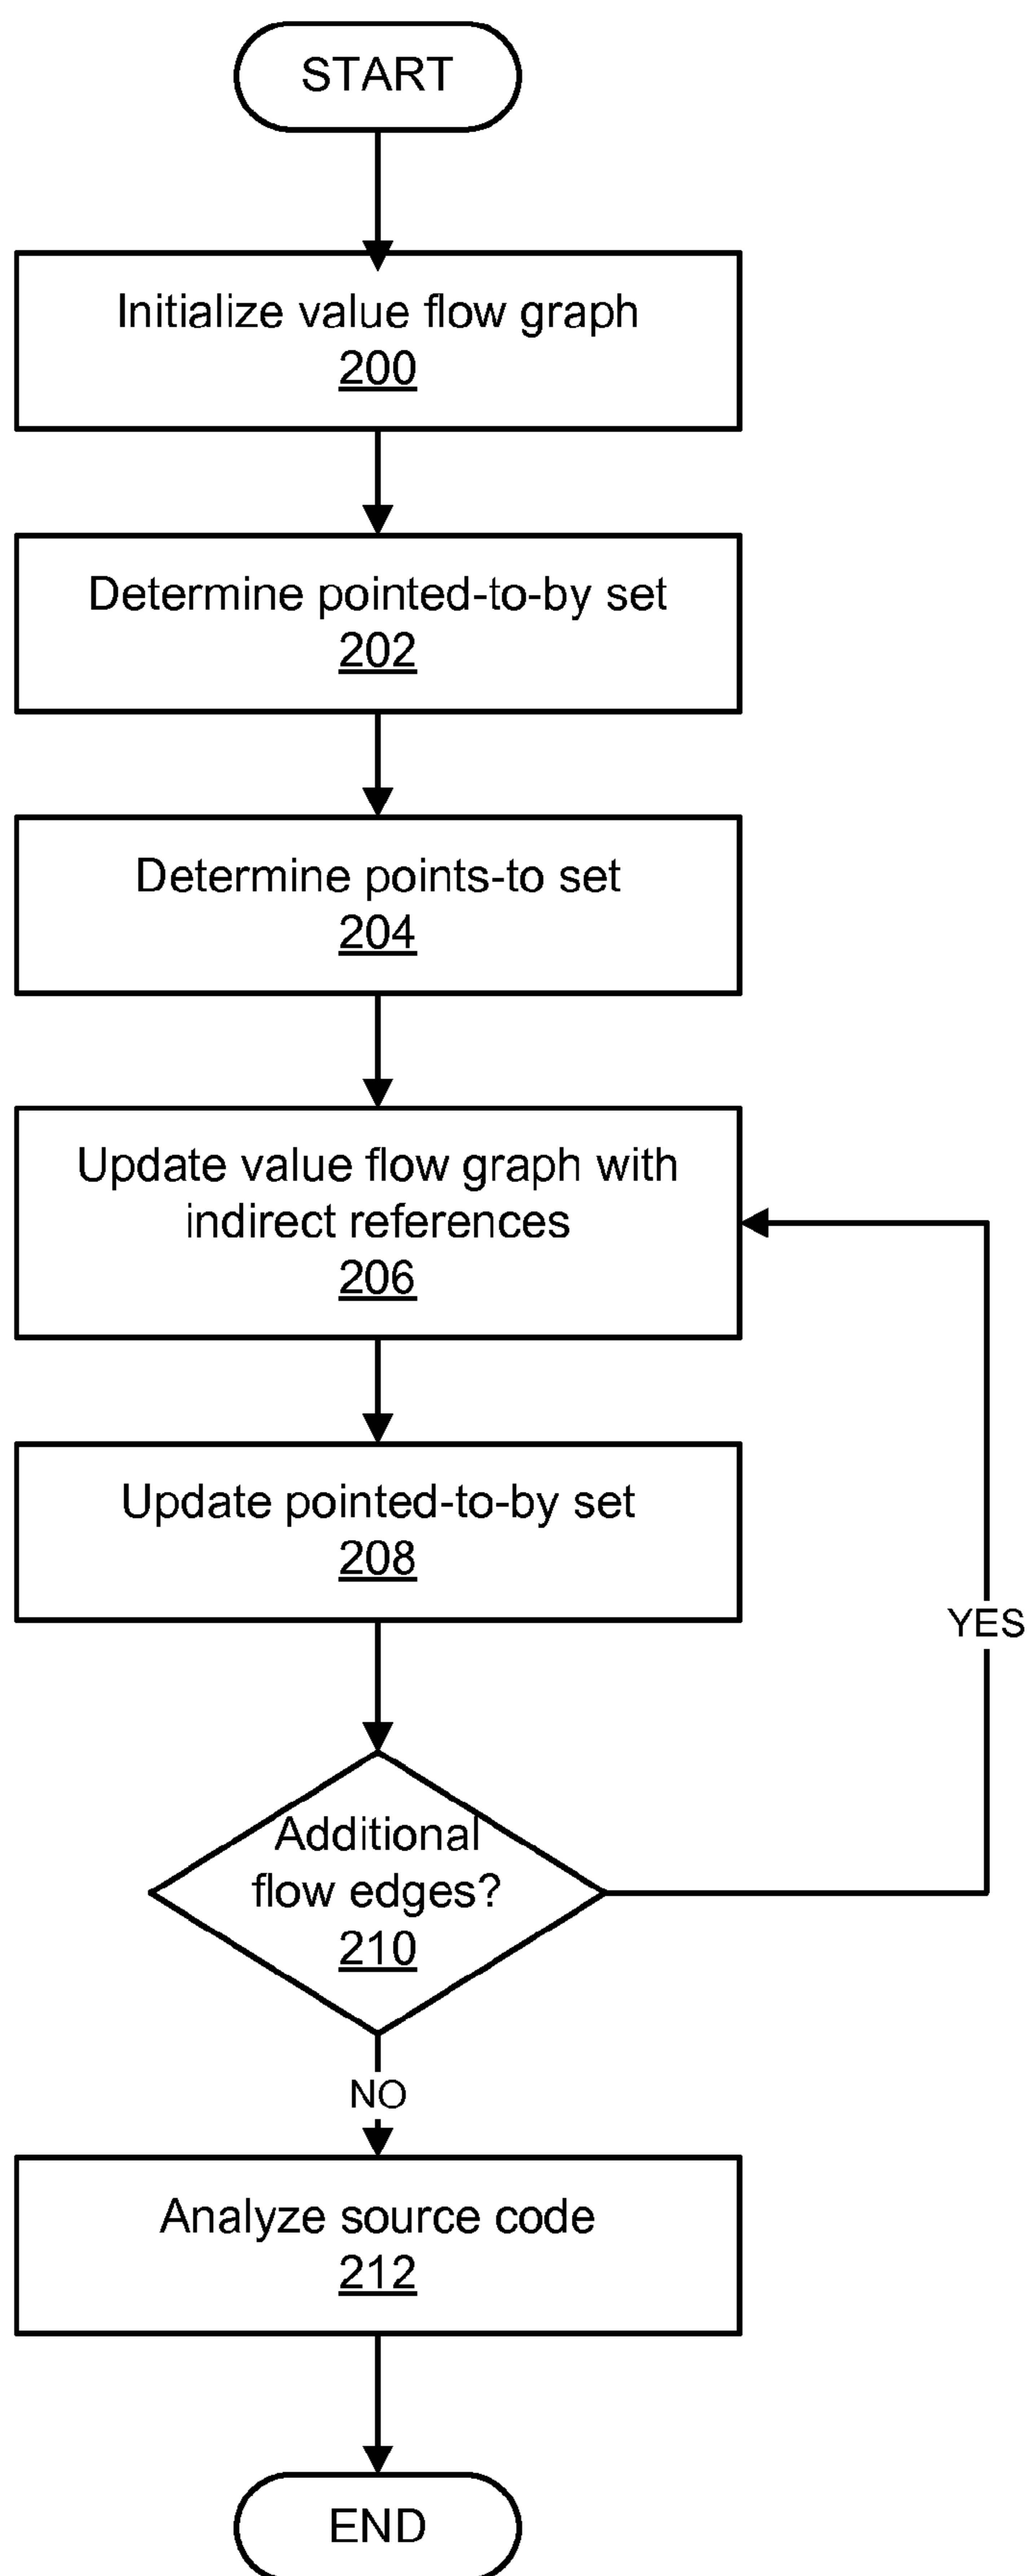 START
Initialize value flow graph
200
Determine pointed-to-by set
202
Determine points-to set
204
Update value flow graph with
indirect references
206
Update pointed-to-by set
208
YES
Additional
flow edges?
210
NO
Analyze source code
212
END